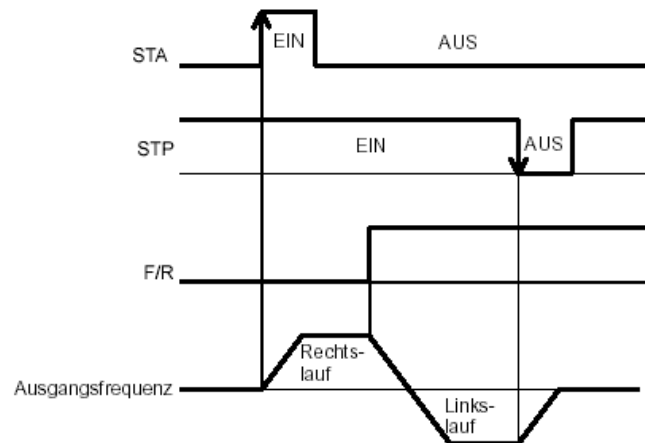 EIN
AUS
STA
EIN
AUS
STP
F/R
Rechts-
lauf
Ausgangsfrequenz
Links-
lauf